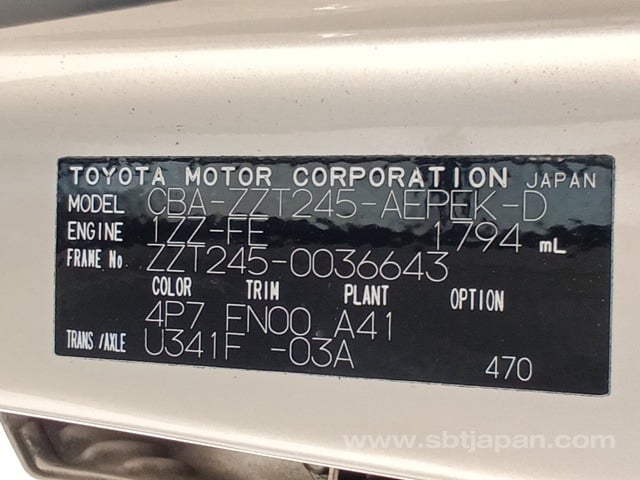 TOYOTA MOTOR CORPORATION JAPAN
MODEL CBA-ZZT245-AEPEK-D
ENGINE 1ZZ-FE 1794 mL
FRAME No. ZZT245-0036643
COLOR TRIM PLANT OPTION
4P7 FN00 A41
TRANS/AXLE U341F -03A 470
www.sbtjapan.com